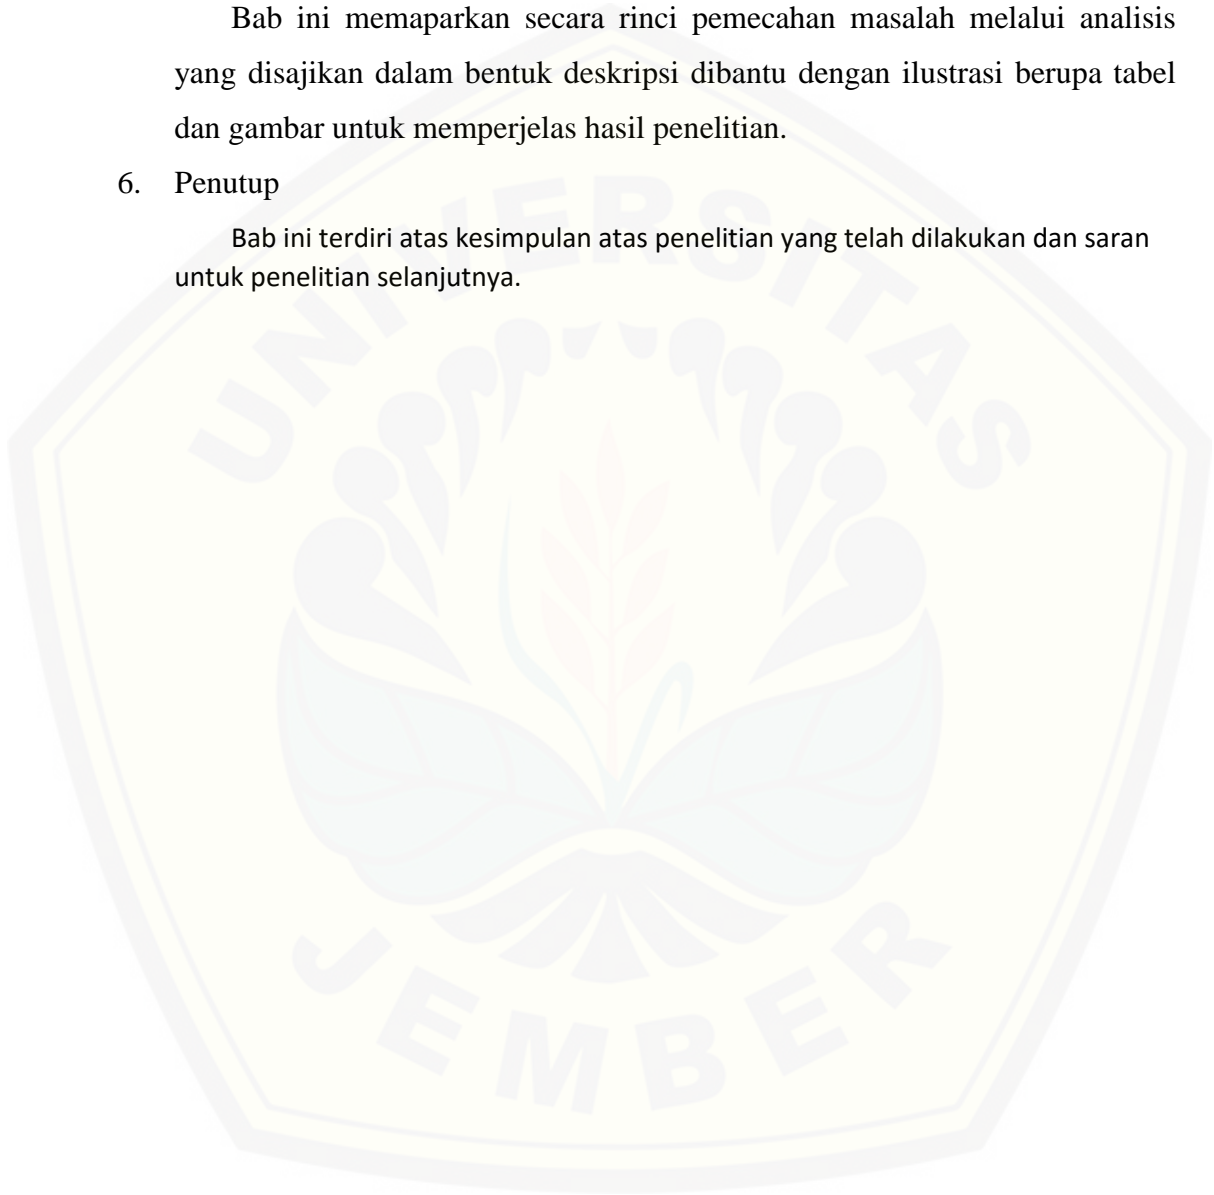 Bab ini memaparkan secara rinci pemecahan masalah melalui analisis
yang disajikan dalam bentuk deskripsi dibantu dengan ilustrasi berupa tabel
dan gambar untuk memperjelas hasil penelitian.
6. Penutup
Bab ini terdiri atas kesimpulan atas penelitian yang telah dilakukan dan saran
untuk penelitian selanjutnya.
UNIVERSITAS
JEMBER